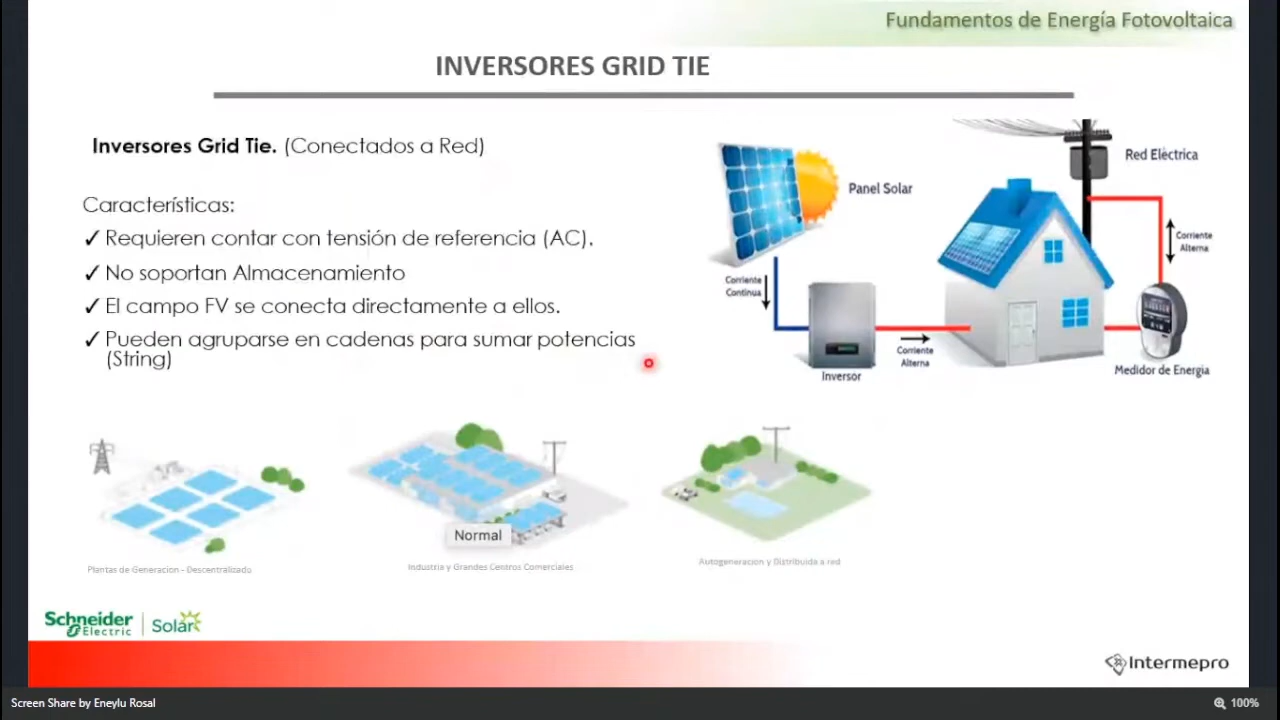 Fundamentos de Energía Fotovoltaica
INVERSORES GRID TIE
Inversores Grid Tie. (Conectados a Red)
Características:
✓ Requieren contar con tensión de referencia (AC).
✓ No soportan Almacenamiento
✓ El campo FV se conecta directamente a ellos.
✓ Pueden agruparse en cadenas para sumar potencias
(String)
Panel Solar
Red Elèctrica
Corriente
Continua
Corriente
Alterna
Inversor
Corriente
Alterna
Medidor de Energia
Normal
Plantas de Generacion - Descentralizado
Industria y Grandes Centros Comerciales
Autogeneracion y Distribuida a red
Schneider
Electric
Solar
Intermepro
Screen Share by Eneylu Rosal
100%